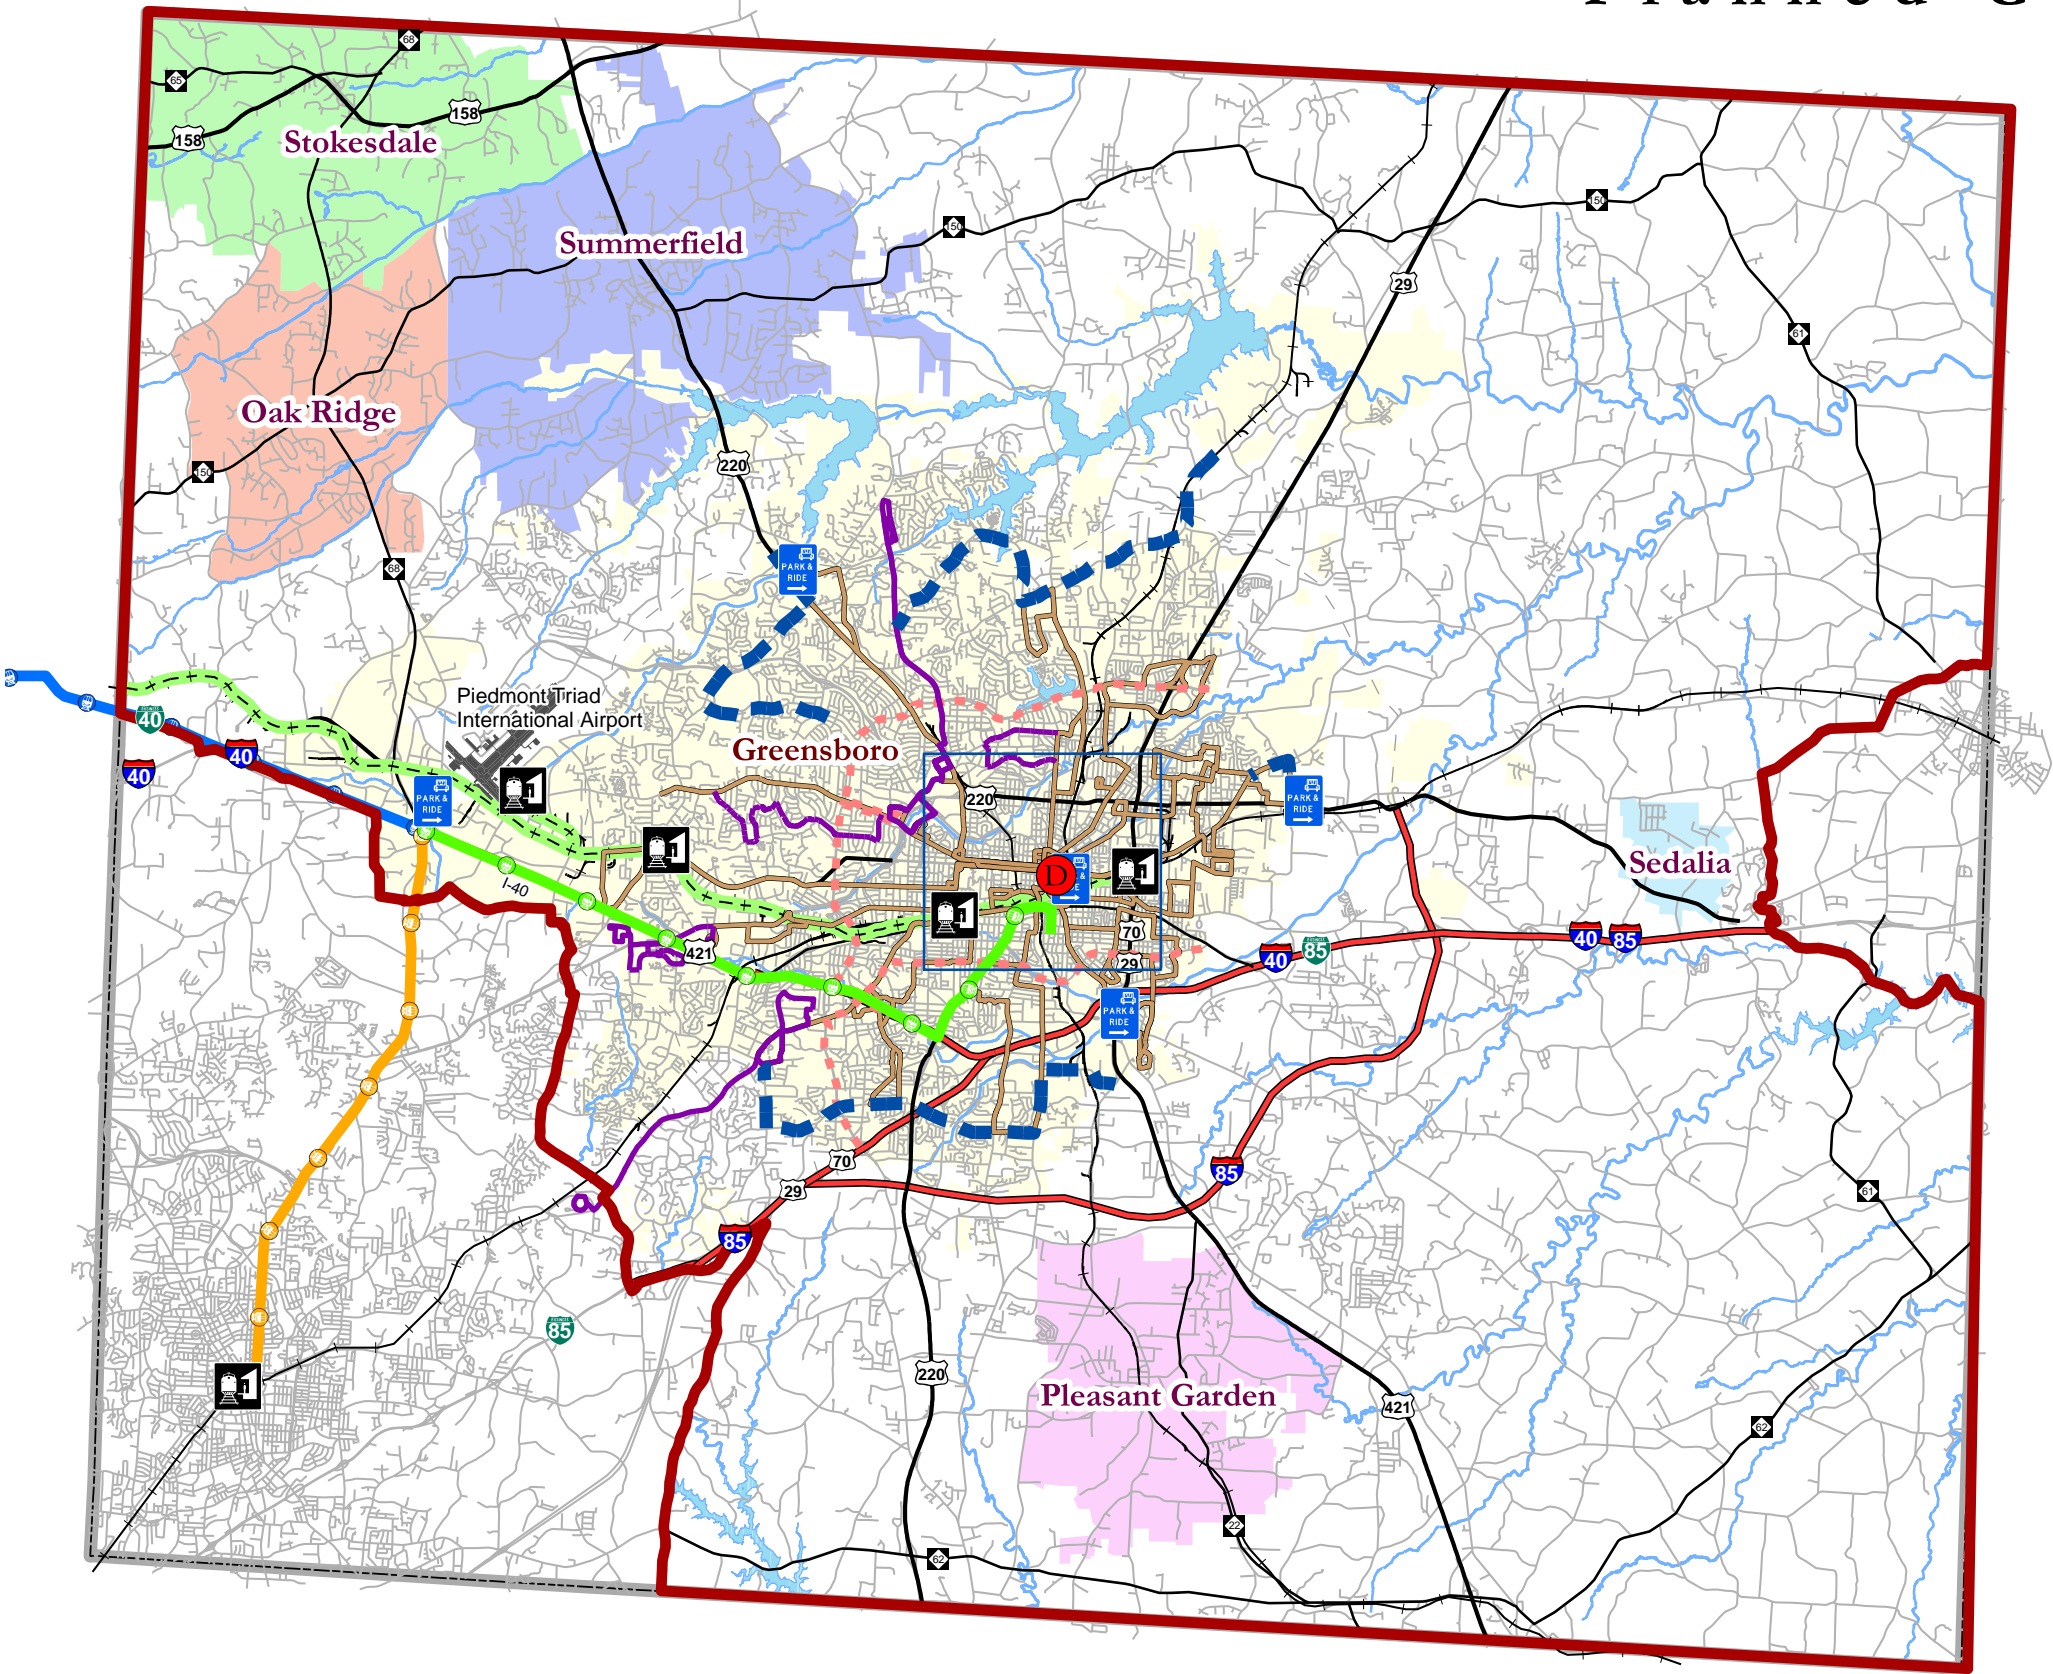 68
65
158
158
Stokesdale
Summerfield
150
150
29
61
Oak Ridge
150
220
68
PARK &
RIDE
Piedmont Triad
International Airport
40
40
40
Greensboro
PARK &
RIDE
220
PARK &
RIDE
I-40
D
Sedalia
421
70
29
40
85
40
85
PARK &
RIDE
70
29
85
85
61
85
220
Pleasant Garden
421
62
22
62